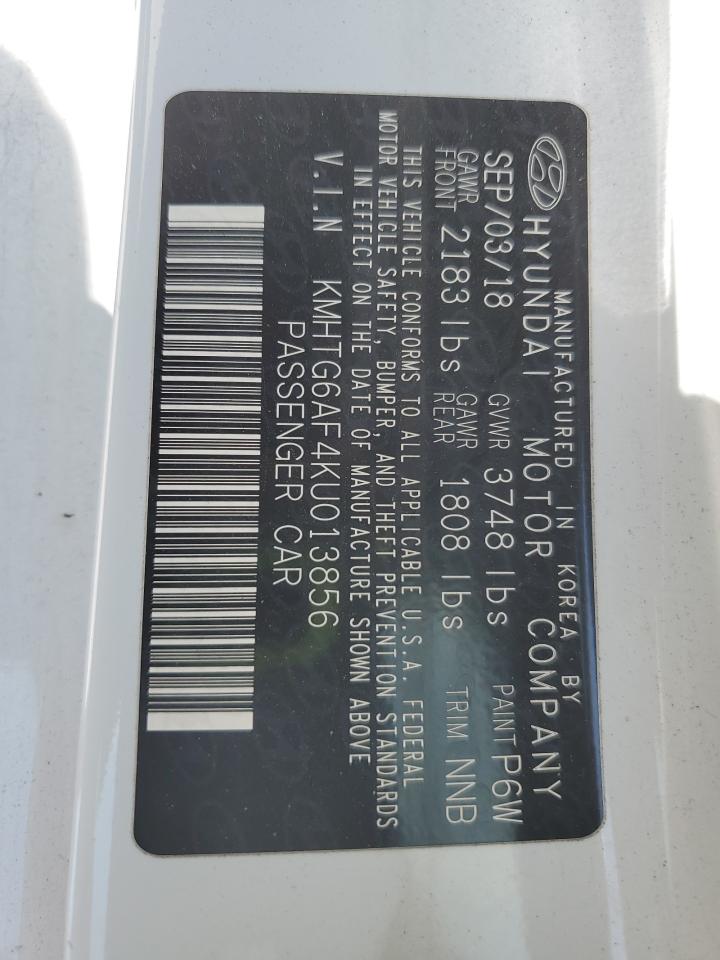 MANUFACTURED IN KOREA BY
HYUNDAI MOTOR COMPANY
SEP/03/18 GVWR 3748 lbs PAINT P6W
GAWR FRONT 2183 lbs GAWR REAR 1808 lbs TRIM NNB
THIS VEHICLE CONFORMS TO ALL APPLICABLE U.S.A. FEDERAL
MOTOR VEHICLE SAFETY, BUMPER, AND THEFT PREVENTION STANDARDS
IN EFFECT ON THE DATE OF MANUFACTURE SHOWN ABOVE
V.I.N KMHTG6AF4KU013856
PASSENGER CAR